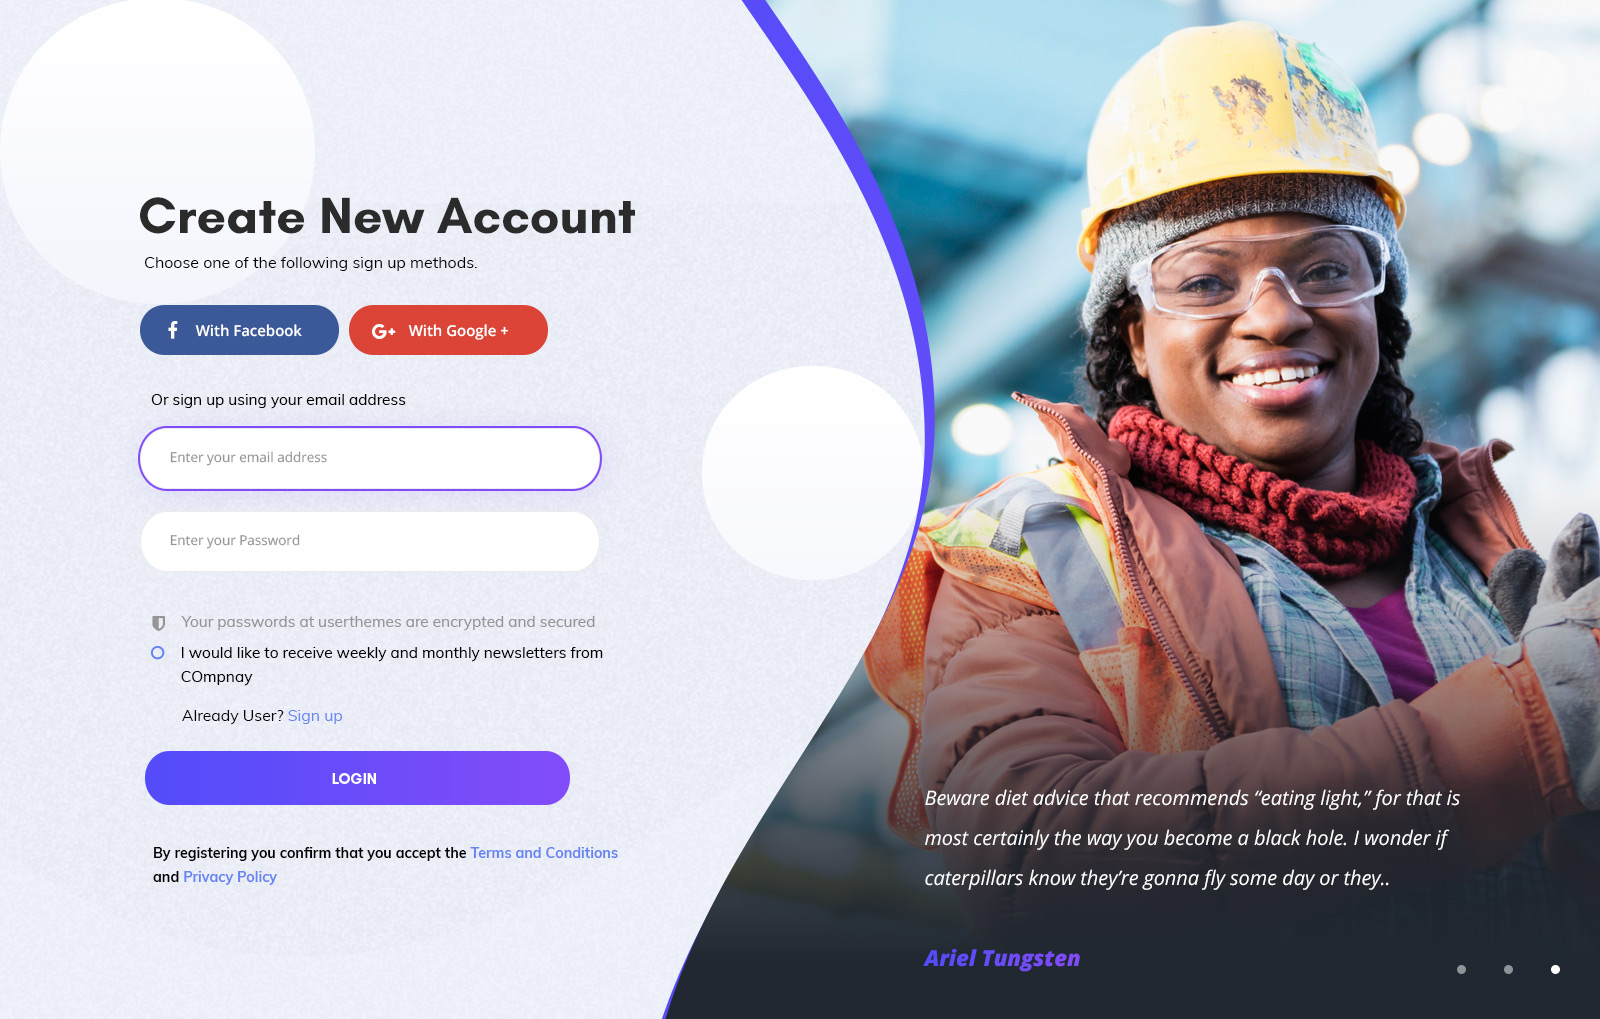 Create New Account
Choose one of the following sign up methods.
With Facebook
G+ With Google +
Or sign up using your email address
Enter your email address
Enter your Password
Your passwords at userthemes are encrypted and secured
I would like to receive weekly and monthly newsletters from
COmpnay
Already User? Sign up
LOGIN
By registering you confirm that you accept the Terms and Conditions
and Privacy Policy
Beware diet advice that recommends “eating light,” for that is
most certainly the way you become a black hole. I wonder if
caterpillars know they’re gonna fly some day or they..
Ariel Tungsten